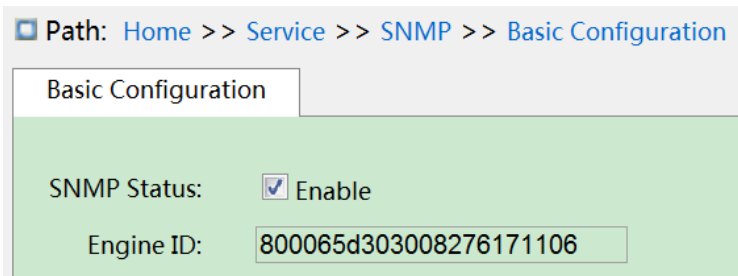 Path: Home >> Service >> SNMP >> Basic Configuration
Basic Configuration
SNMP Status: Enable
Engine ID: 800065d303008276171106